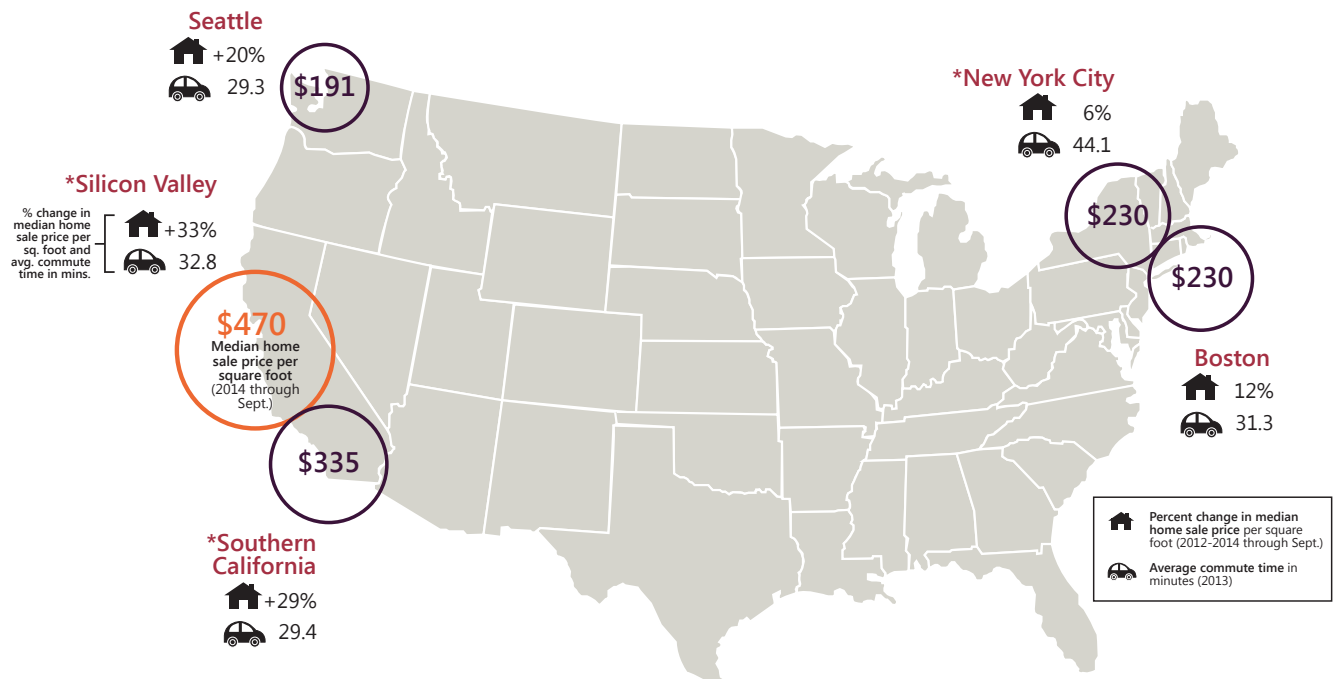 Seattle
+20%
29.3
$191
*New York City
6%
44.1
$230
*Silicon Valley
% change in
median home
sale price per
sq. foot and
avg. commute
time in mins.
+33%
32.8
$470
Median home
sale price per
square foot
(2014 through
Sept.)
$230
Boston
12%
31.3
$335
*Southern
California
+29%
29.4
Percent change in median
home sale price per square
foot (2012-2014 through Sept.)
Average commute time in
minutes (2013)